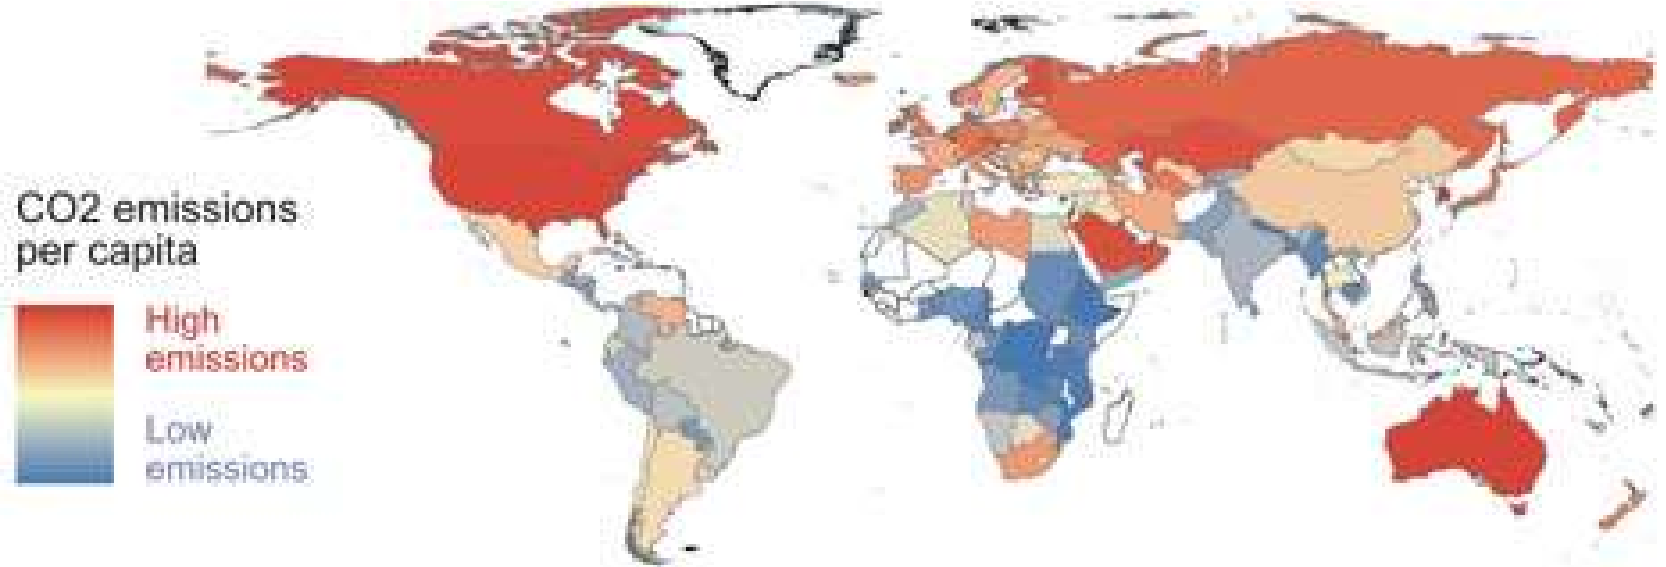 CO2 emissions
per capita
High
emissions
Low
emissions